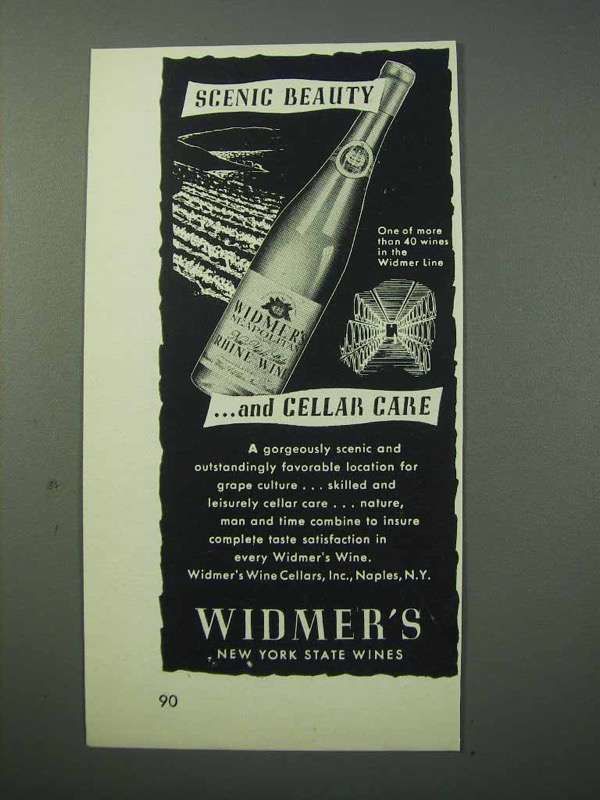 SCENIC BEAUTY
One of more
than 40 wines
in the
Widmer Line
WIDMER'S
NEAPOLITAN
New York State
RHINE WINE
...and CELLAR CARE
A gorgeously scenic and
outstandingly favorable location for
grape culture . . . skilled and
leisurely cellar care . . . nature,
man and time combine to insure
complete taste satisfaction in
every Widmer's Wine.
Widmer's Wine Cellars, Inc., Naples, N.Y.
WIDMER'S
NEW YORK STATE WINES
90